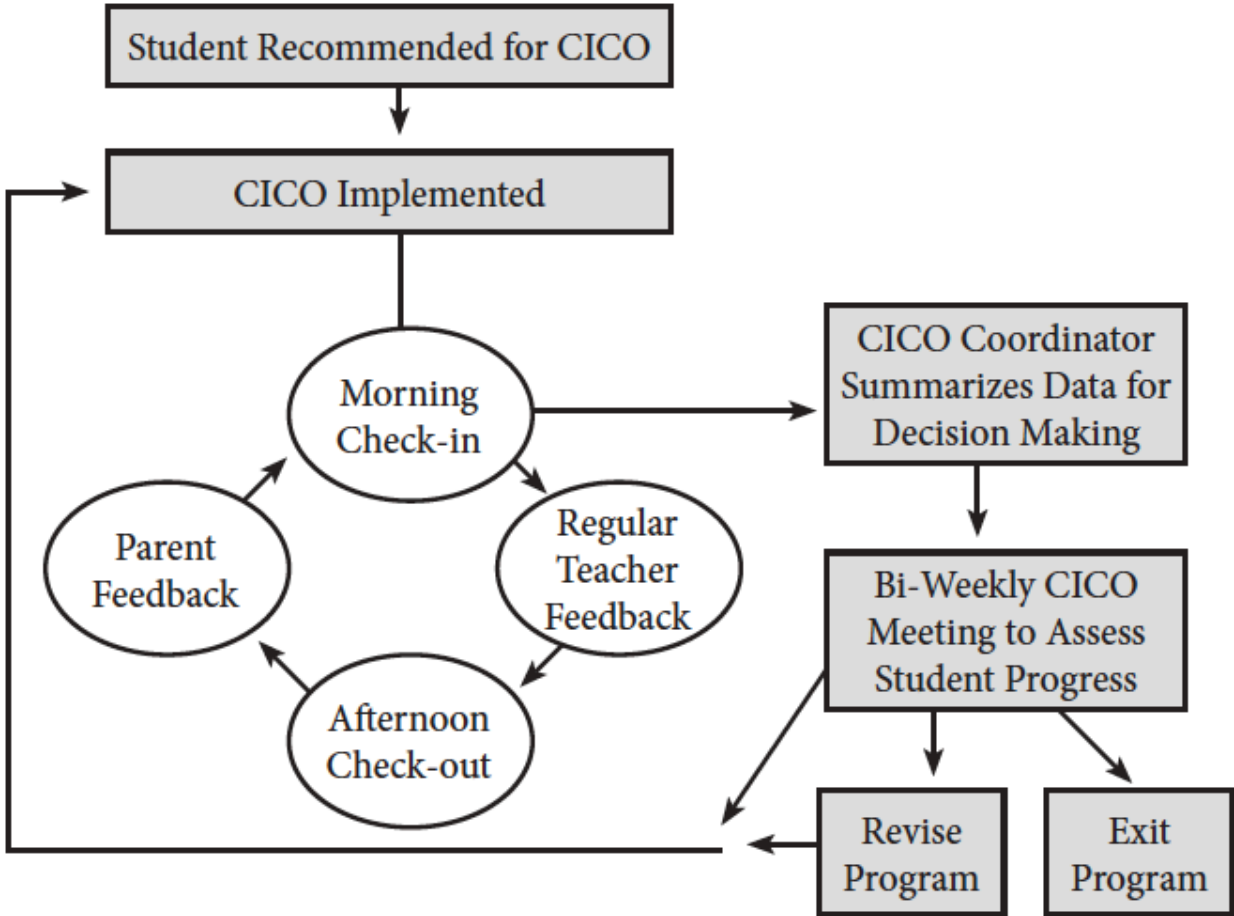 Student Recommended for CICO
CICO Implemented
Morning
Check-in
Regular
Teacher
Feedback
Afternoon
Check-out
Parent
Feedback
CICO Coordinator
Summarizes Data for
Decision Making
Bi-Weekly CICO
Meeting to Assess
Student Progress
Revise
Program
Exit
Program